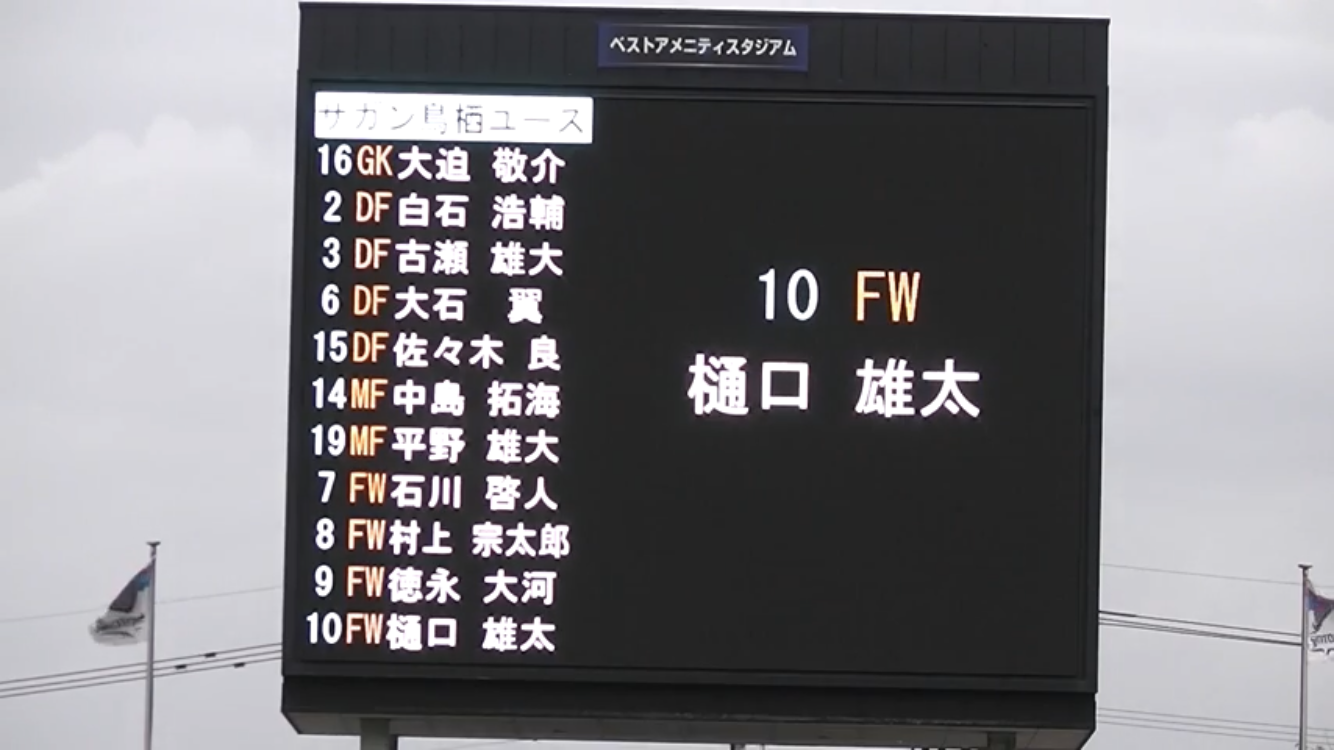 ベストアメニティスタジアム
サガン鳥栖ユース
16 GK 大迫 敬介
2 DF 白石 浩輔
3 DF 古瀬 雄大
6 DF 大石 翼
15 DF 佐々木 良
14 MF 中島 拓海
19 MF 平野 雄大
7 FW 石川 啓人
8 FW 村上 宗太郎
9 FW 徳永 大河
10 FW 樋口 雄太
10 FW
樋口 雄太